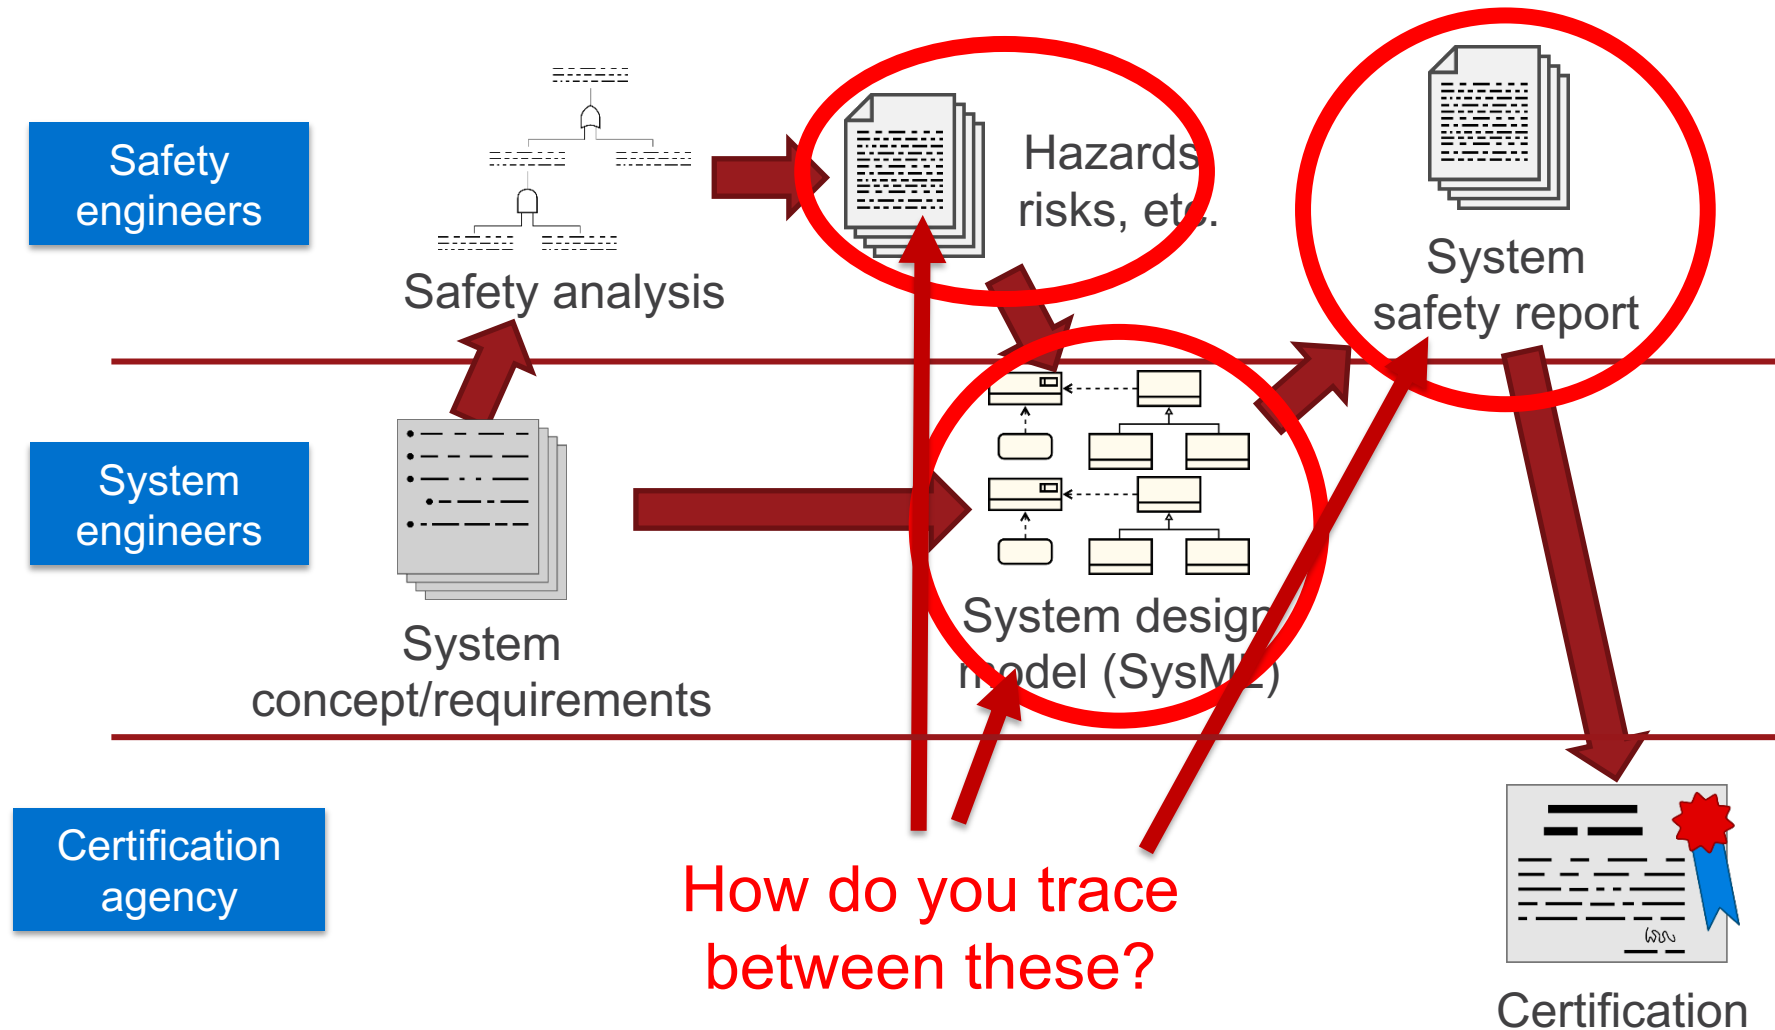 Safety
engineers
Safety analysis
Hazards,
risks, etc.
System
safety report
System
engineers
System
concept/requirements
System design
model (SysML)
Certification
agency
How do you trace
between these?
Certification